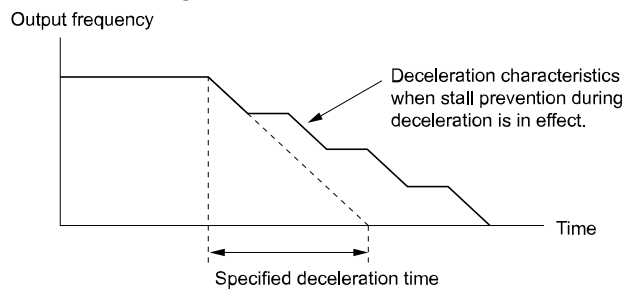 Output frequency
Deceleration characteristics
when stall prevention during
deceleration is in effect.
Time
Specified deceleration time